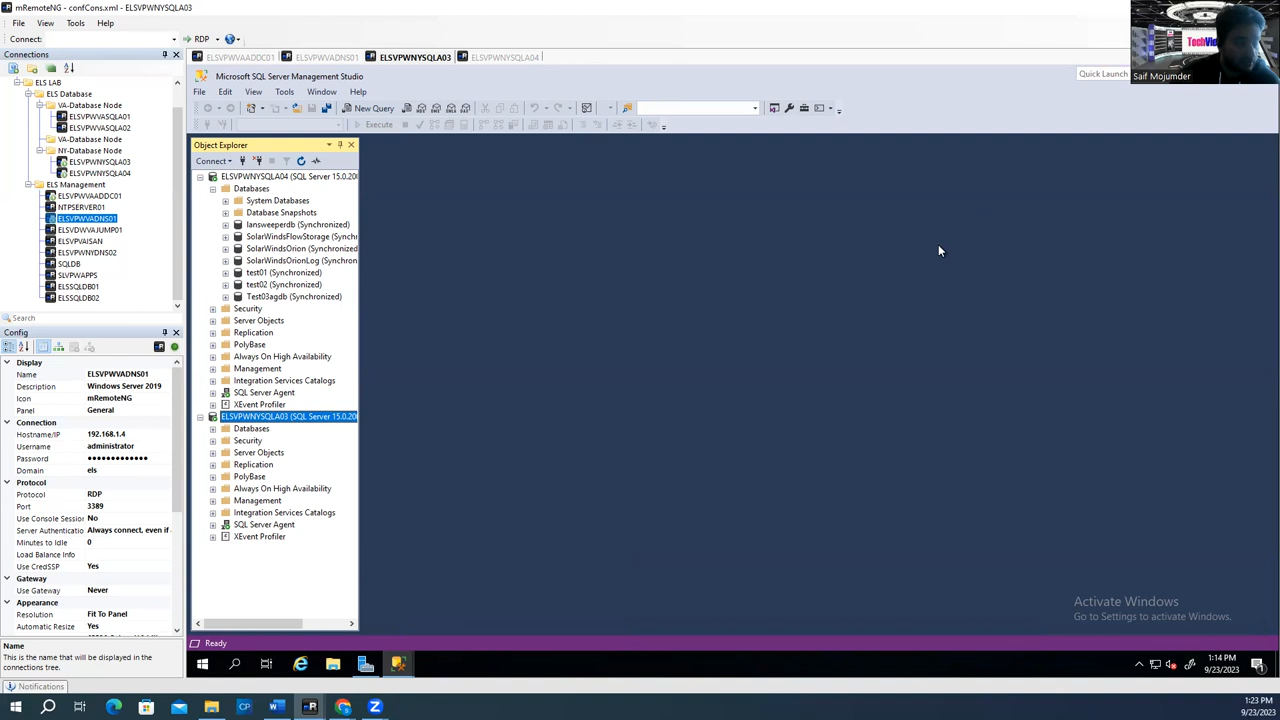 mRemoteNG - confCons.xml - ELSVPWNYSQLA03
File View Tools Help
Connect: RDP
Connections
ELSVPWVAADDC01 ELSVPWVADNS01 ELSVPWNYSQLA03 ELSVPWNYSQLA04
Microsoft SQL Server Management Studio
Quick Launch
TechVi
Saif Mojumder
File Edit View Tools Window Help
New Query
Execute
ELS LAB
ELS Database
VA-Database Node
ELSVPWVASQLA01
ELSVPWVASQLA02
VA-Database Node
NY-Database Node
ELSVPWNYSQLA03
ELSVPWNYSQLA04
ELS Management
ELSVPWVAADDC01
NTPSERVER01
ELSVPWVADNS01
ELSVDWVAJUMP01
ELSVPVAISAN
ELSVPWNYDNS02
SQLDB
SLVPWAPPS
ELSSQLDB01
ELSSQLDB02
Search
Config
Display
Name ELSVPWVADNS01
Description Windows Server 2019
Icon mRemoteNG
Panel General
Connection
Hostname/IP 192.168.1.4
Username administrator
Password ●●●●●●●●●●●●●
Domain els
Protocol
Protocol RDP
Port 3389
Use Console Sessio No
Server Authenticatio Always connect, even if
Minutes to Idle 0
Load Balance Info
Use CredSSP Yes
Gateway
Use Gateway Never
Appearance
Resolution Fit To Panel
Automatic Resize Yes
Name
This is the name that will be displayed in the
connections tree.
Notifications
Object Explorer
Connect
ELSVPWNYSQLA04 (SQL Server 15.0.200
Databases
System Databases
Database Snapshots
lansweeperdb (Synchronized)
SolarWindsFlowStorage (Synchr
SolarWindsOrion (Synchronized
SolarWindsOrionLog (Synchron
test01 (Synchronized)
test02 (Synchronized)
Test03agdb (Synchronized)
Security
Server Objects
Replication
PolyBase
Always On High Availability
Management
Integration Services Catalogs
SQL Server Agent
XEvent Profiler
ELSVPWNYSQLA03 (SQL Server 15.0.200
Databases
Security
Server Objects
Replication
PolyBase
Always On High Availability
Management
Integration Services Catalogs
SQL Server Agent
XEvent Profiler
Activate Windows
Go to Settings to activate Windows.
Ready
1:14 PM
9/23/2023
1:23 PM
9/23/2023